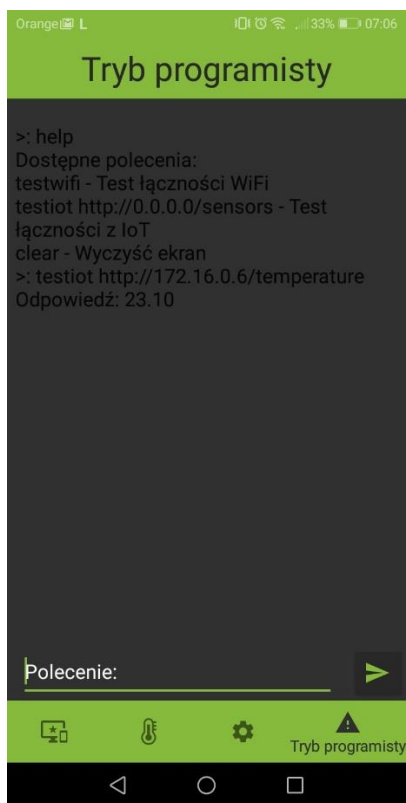 Orange L 33% 07:06
Tryb programisty
>: help
Dostępne polecenia:
testwifi - Test łączności WiFi
testiot http://0.0.0.0/sensors - Test
łączności z IoT
clear - Wyczyść ekran
>: testiot http://172.16.0.6/temperature
Odpowiedź: 23.10
Polecenie:
Tryb programisty